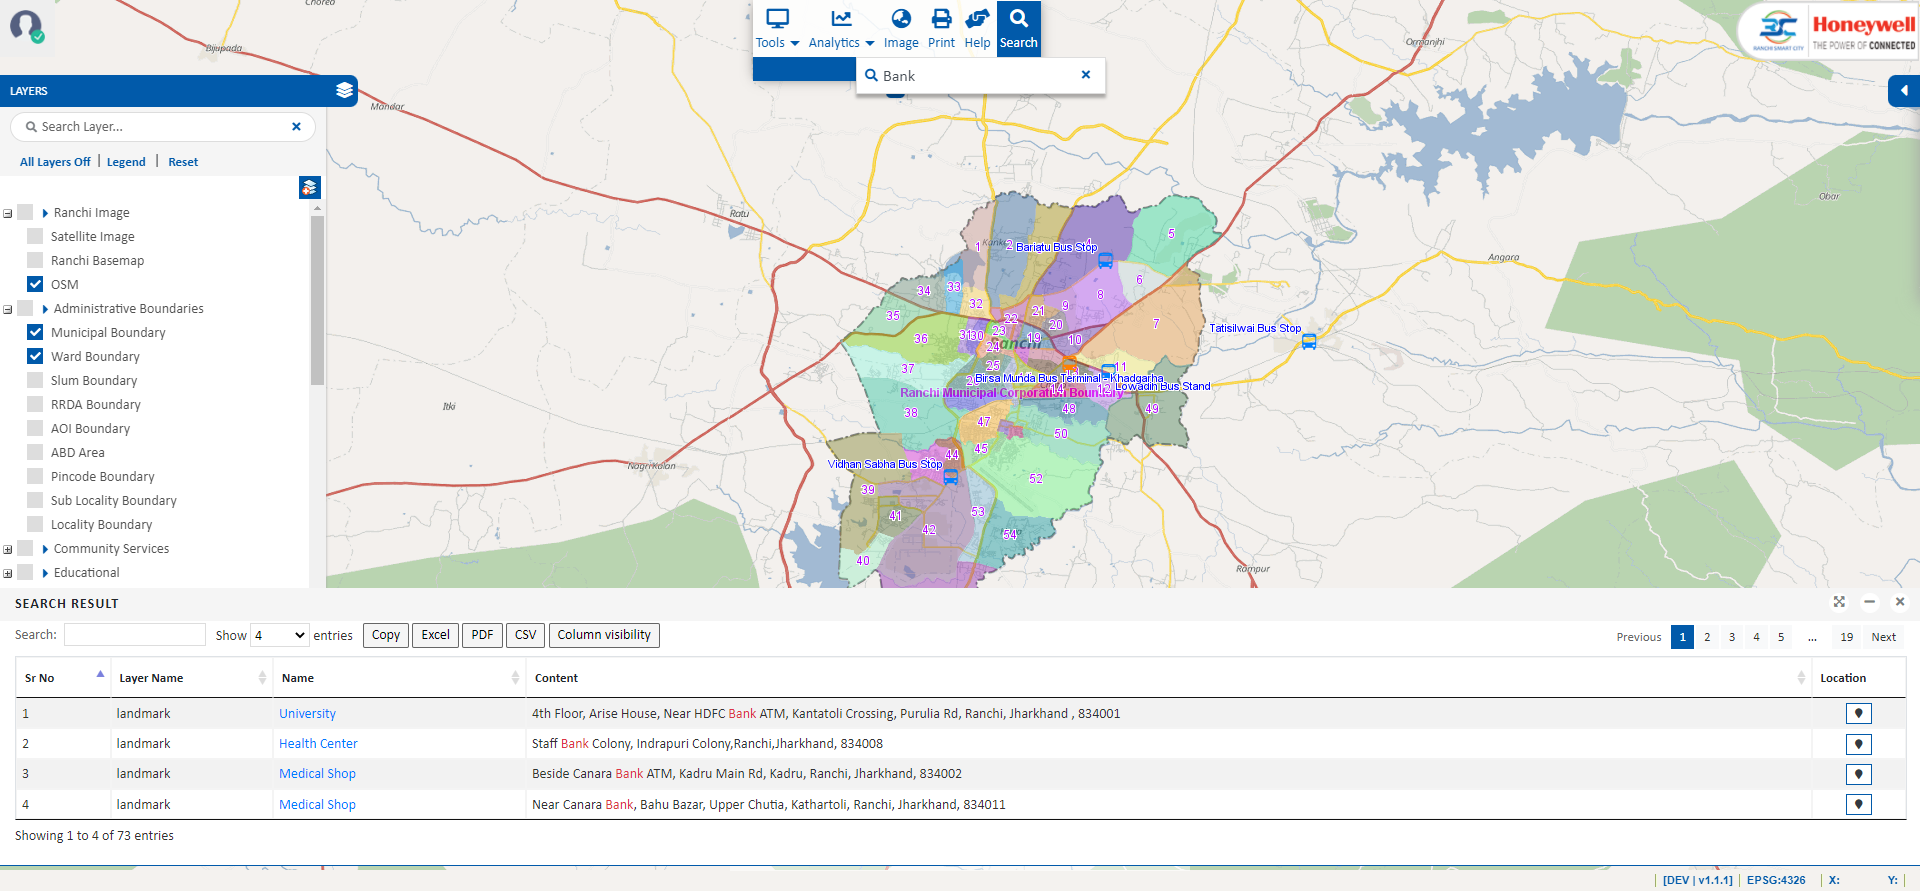 Chorea
Bijupada
Tools
Analytics
Image
Print
Help
Search
Bank
Ormanjhi
RANCHI SMART CITY
Honeywell
THE POWER OF CONNECTED
LAYERS
Search Layer...
All Layers Off | Legend | Reset
Ranchi Image
Satellite Image
Ranchi Basemap
OSM
Administrative Boundaries
Municipal Boundary
Ward Boundary
Slum Boundary
RRDA Boundary
AOI Boundary
ABD Area
Pincode Boundary
Sub Locality Boundary
Locality Boundary
Community Services
Educational
Mandar
Ratu
Itki
Nagri Kalan
Obar
Angara
Rampur
1
2
4
5
Bariatu Bus Stop
6
7
8
9
10
11
19
20
21
22
23
24
25
30
31
32
33
34
35
36
37
38
Ranchi
Tatisilwai Bus Stop
Birsa Munda Bus Terminal - Khadgarha
Lowadih Bus Stand
Ranchi Municipal Corporation Boundary
48
49
47
50
45
44
Vidhan Sabha Bus Stop
52
39
41
42
53
54
40
SEARCH RESULT
Search:
Show 4 entries
Copy
Excel
PDF
CSV
Column visibility
Previous 1 2 3 4 5 ... 19 Next
Sr No Layer Name Name Content Location
1 landmark University 4th Floor, Arise House, Near HDFC Bank ATM, Kantatoli Crossing, Purulia Rd, Ranchi, Jharkhand , 834001
2 landmark Health Center Staff Bank Colony, Indrapuri Colony,Ranchi,Jharkhand, 834008
3 landmark Medical Shop Beside Canara Bank ATM, Kadru Main Rd, Kadru, Ranchi, Jharkhand, 834002
4 landmark Medical Shop Near Canara Bank, Bahu Bazar, Upper Chutia, Kathartoli, Ranchi, Jharkhand, 834011
Showing 1 to 4 of 73 entries
[DEV | v1.1.1] EPSG:4326 X: Y: